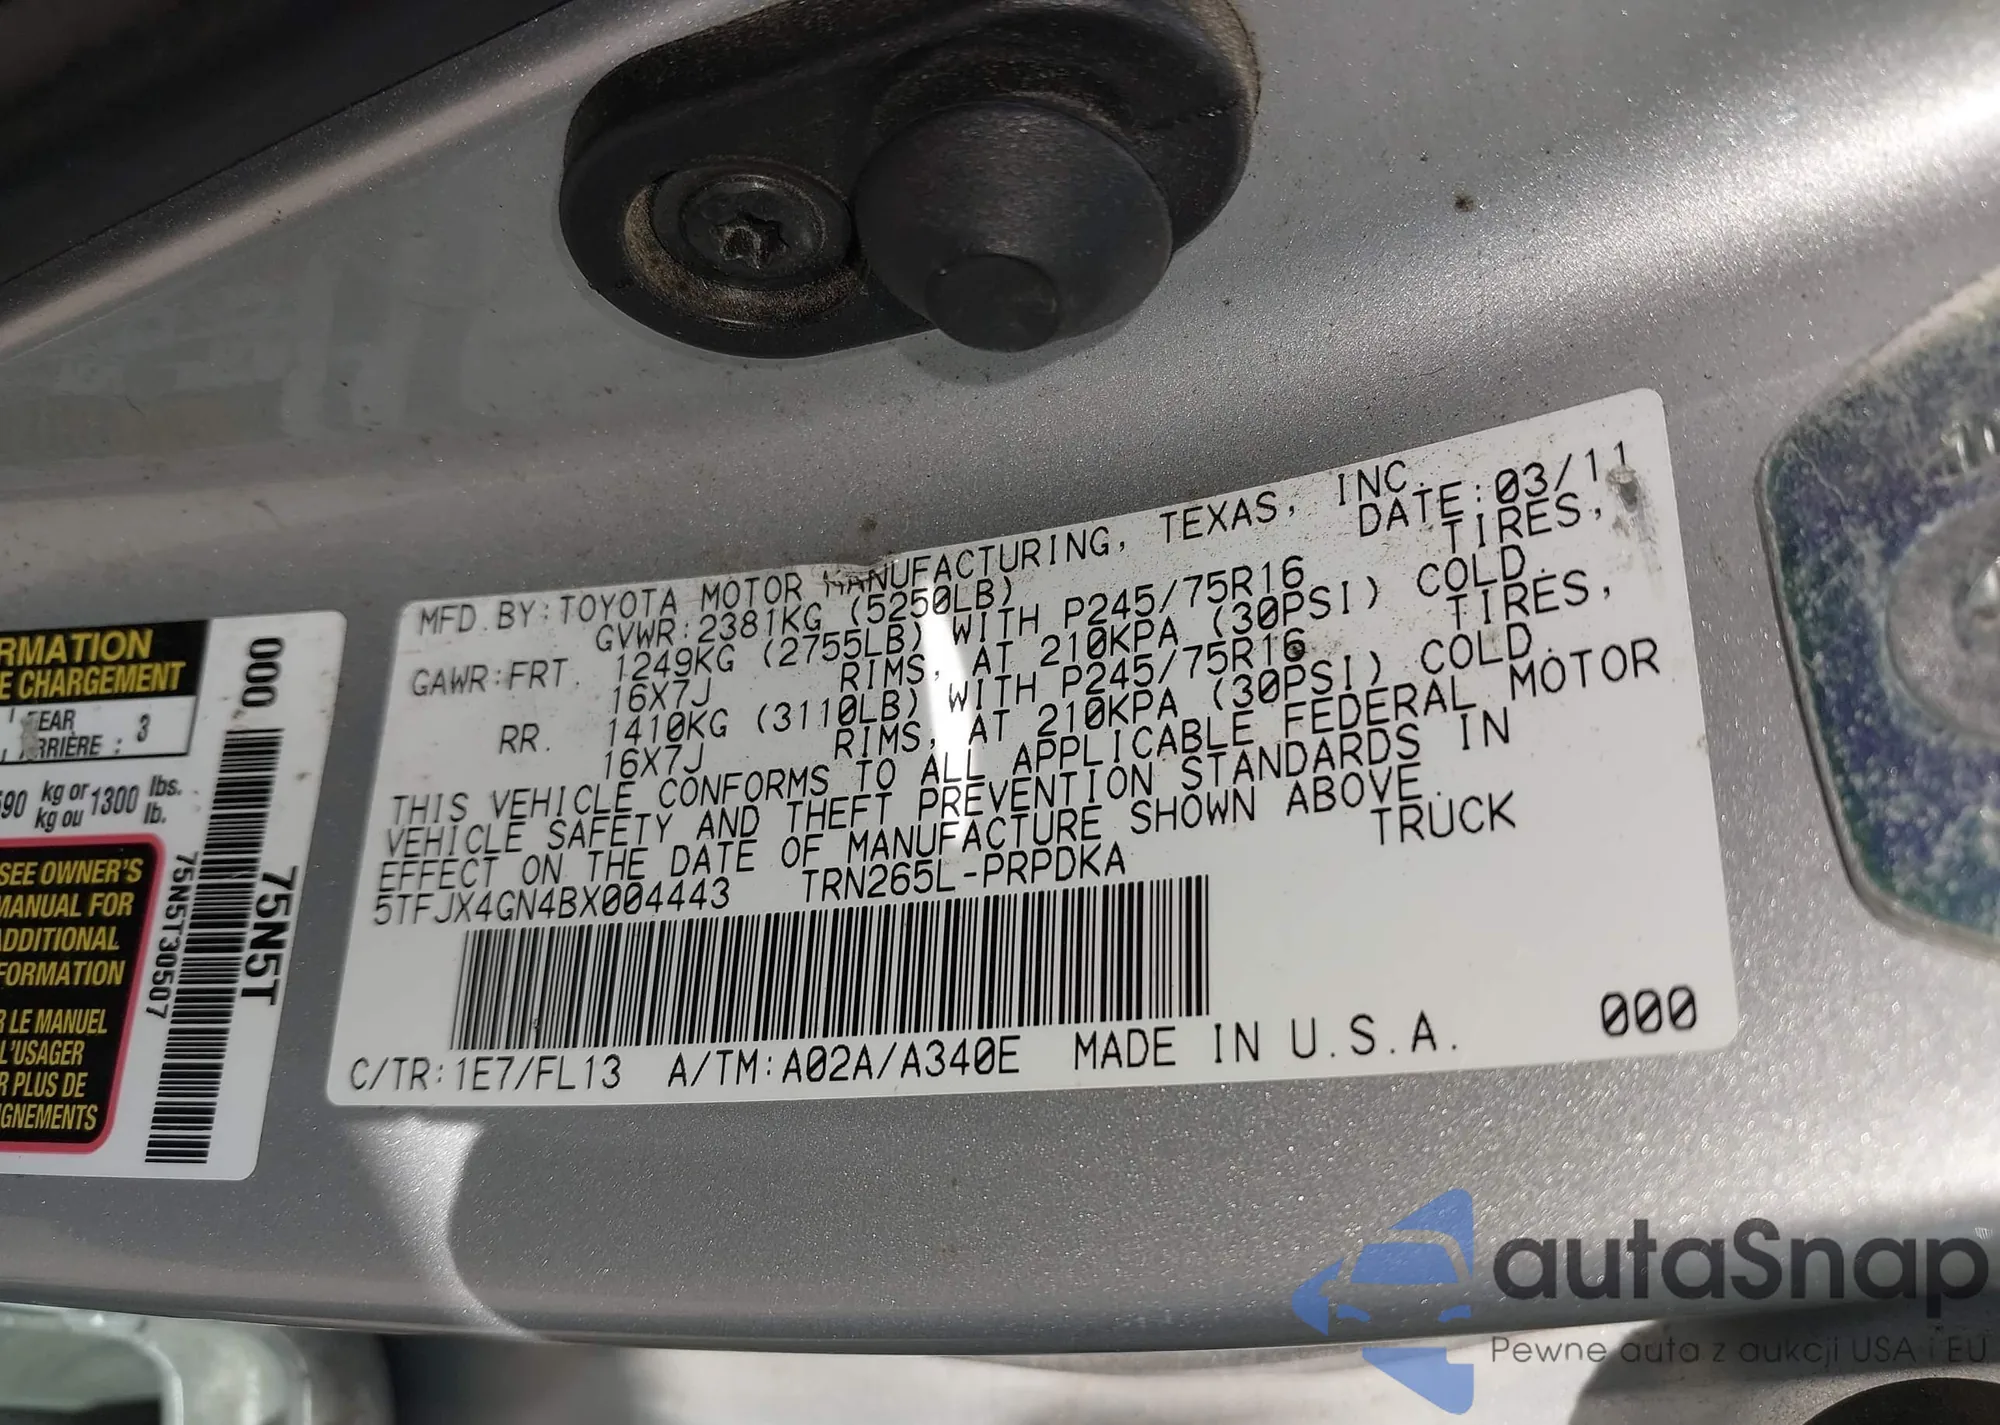 MFD. BY: TOYOTA MOTOR MANUFACTURING, TEXAS, INC.
GVWR: 2381KG (5250LB) DATE: 03/11
GAWR: FRT. 1249KG (2755LB) WITH P245/75R16 TIRES,
16X7J RIMS, AT 210KPA (30PSI) COLD.
RR. 1410KG (3110LB) WITH P245/75R16 TIRES,
16X7J RIMS, AT 210KPA (30PSI) COLD.
THIS VEHICLE CONFORMS TO ALL APPLICABLE FEDERAL MOTOR
VEHICLE SAFETY AND THEFT PREVENTION STANDARDS IN
EFFECT ON THE DATE OF MANUFACTURE SHOWN ABOVE.
5TFJX4GN4BX004443 TRN265L-PRPDKA TRUCK
C/TR: 1E7/FL13 A/TM: A02A/A340E MADE IN U.S.A. 000
RMATION
E CHARGEMENT
EAR
RRIÈRE : 3
90 kg or 1300 lbs.
kg ou lb.
SEE OWNER'S
MANUAL FOR
ADDITIONAL
FORMATION
R LE MANUEL
L'USAGER
R PLUS DE
IGNEMENTS
75N5T30507
000
75N5T
autaSnap
Pewne auta z aukcji USA i EU